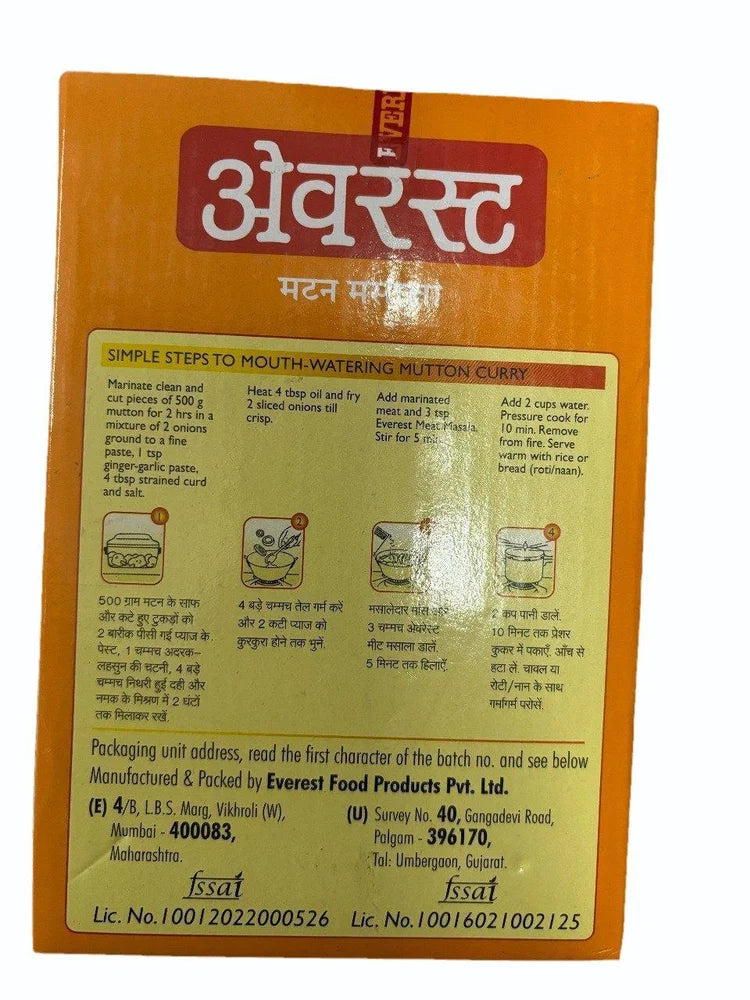 EVER
अेवरेस्ट
मटन
SIMPLE STEPS TO MOUTH-WATERING MUTTON CURRY
Marinate clean and
cut pieces of 500 g
mutton for 2 hrs in a
mixture of 2 onions
ground to a fine
paste, 1 tsp
ginger-garlic paste,
4 tbsp strained curd
and salt.
Heat 4 tbsp oil and fry
2 sliced onions till
crisp.
Add marinated
meat and 3 tsp
Everest Meat Masala.
Stir for 5
Add 2 cups water.
Pressure cook for
10 min. Remove
from fire. Serve
warm with rice or
bread (roti/naan).
1
2
4
500 ग्राम मटन के साफ
और कटे हुए टुकड़ों को
2 बारीक पीसी गई प्याज के
पेस्ट, 1 चम्मच अदरक-
लहसून की चटनी, 4 बड़े
चम्मच निथरी हुई दही और
नमक के मिश्रण में 2 घंटों
तक मिलाकर रखें.
4 बड़े चम्मच तेल गर्म करें
और 2 कटी प्याज को
कुरकुरा होने तक भुनें.
मसालेदार मांस और
3 चम्मच अेवरेस्ट
मीट मसाला डालें.
5 मिनट तक हिलाएँ.
2 कप पानी डालें.
10 मिनट तक प्रेशर
कुकर में पकाएँ. आँच से
हटा लें. चावल या
रोटी/नान के साथ
गर्मागर्म परोसें.
Packaging unit address, read the first character of the batch no. and see below
Manufactured & Packed by Everest Food Products Pvt. Ltd.
(E) 4/B, L.B.S. Marg, Vikhroli (W),
Mumbai - 400083,
Maharashtra.
fssai
Lic. No.10012022000526
(U) Survey No. 40, Gangadevi Road,
Palgam - 396170,
Tal: Umbergaon, Gujarat.
fssai
Lic. No.10016021002125